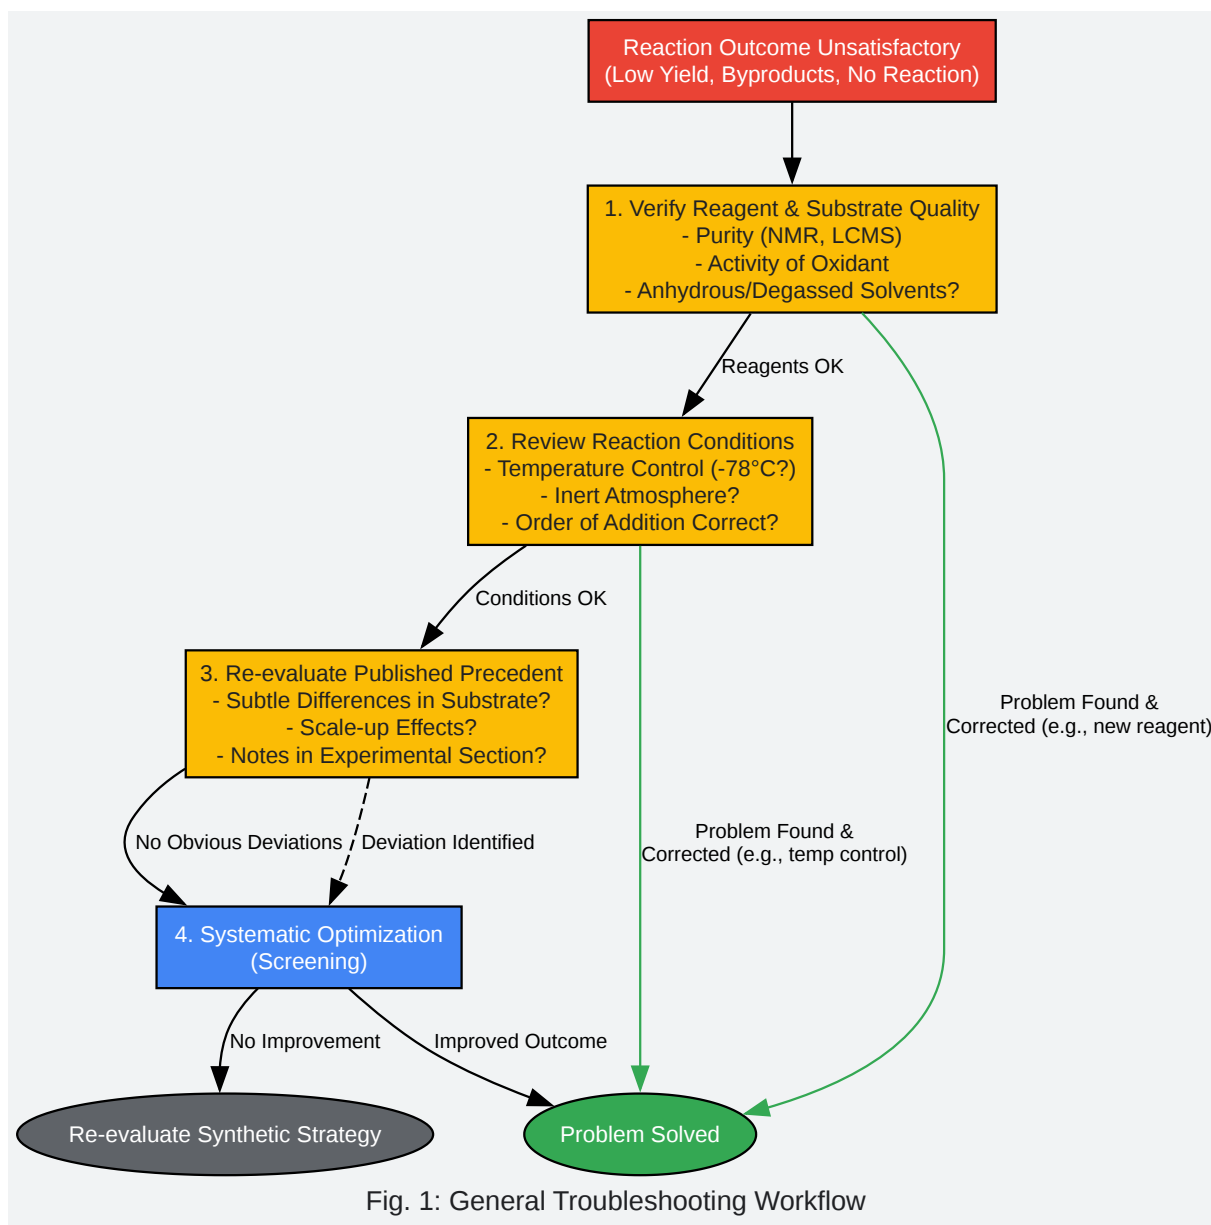 Reaction Outcome Unsatisfactory
(Low Yield, Byproducts, No Reaction)
1. Verify Reagent & Substrate Quality
- Purity (NMR, LCMS)
- Activity of Oxidant
- Anhydrous/Degassed Solvents?
Reagents OK
2. Review Reaction Conditions
- Temperature Control (-78°C?)
- Inert Atmosphere?
- Order of Addition Correct?
Conditions OK
3. Re-evaluate Published Precedent
- Subtle Differences in Substrate?
- Scale-up Effects?
- Notes in Experimental Section?
Problem Found &
Corrected (e.g., new reagent)
No Obvious Deviations
Deviation Identified
Problem Found &
Corrected (e.g., temp control)
4. Systematic Optimization
(Screening)
No Improvement
Improved Outcome
Re-evaluate Synthetic Strategy
Problem Solved
Fig. 1: General Troubleshooting Workflow